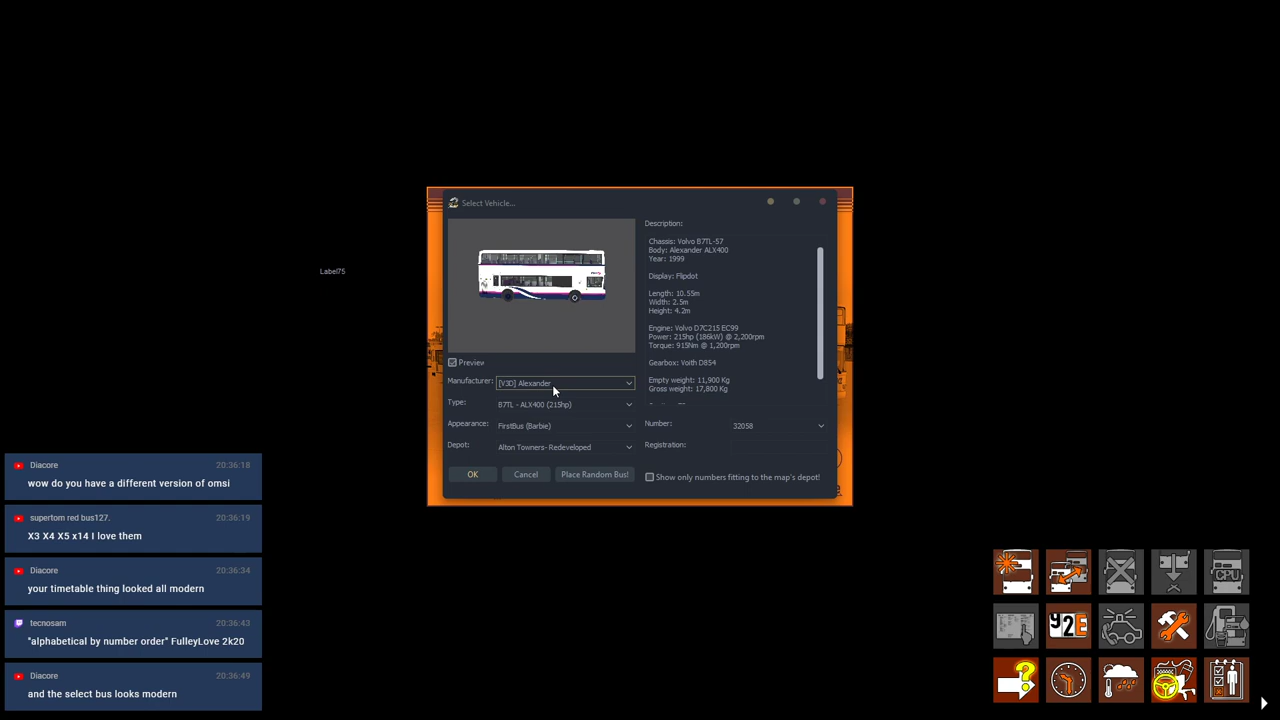 Select Vehicle...
Description:
Chassis: Volvo B7TL-57
Body: Alexander ALX400
Year: 1999
Display: Flipdot
Length: 10.55m
Width: 2.5m
Height: 4.2m
Engine: Volvo D7C215 EC99
Power: 215hp (186kW) @ 2,200rpm
Torque: 915Nm @ 1,200rpm
Gearbox: Voith D854
Empty weight: 11,900 Kg
Gross weight: 17,800 Kg
Label75
Preview
Manufacturer: [V3D] Alexander
Type: B7TL - ALX400 (215hp)
Appearance: FirstBus (Barbie)
Number: 32058
Depot: Alton Towers- Redeveloped
Registration:
OK Cancel Place Random Bus!
Show only numbers fitting to the map's depot!
Diacore 20:36:18
wow do you have a different version of omsi
supertom red bus127. 20:36:19
X3 X4 X5 x14 I love them
Diacore 20:36:34
your timetable thing looked all modern
tecnosam 20:36:43
"alphabetical by number order" FulleyLove 2k20
Diacore 20:36:49
and the select bus looks modern
CPU
92E